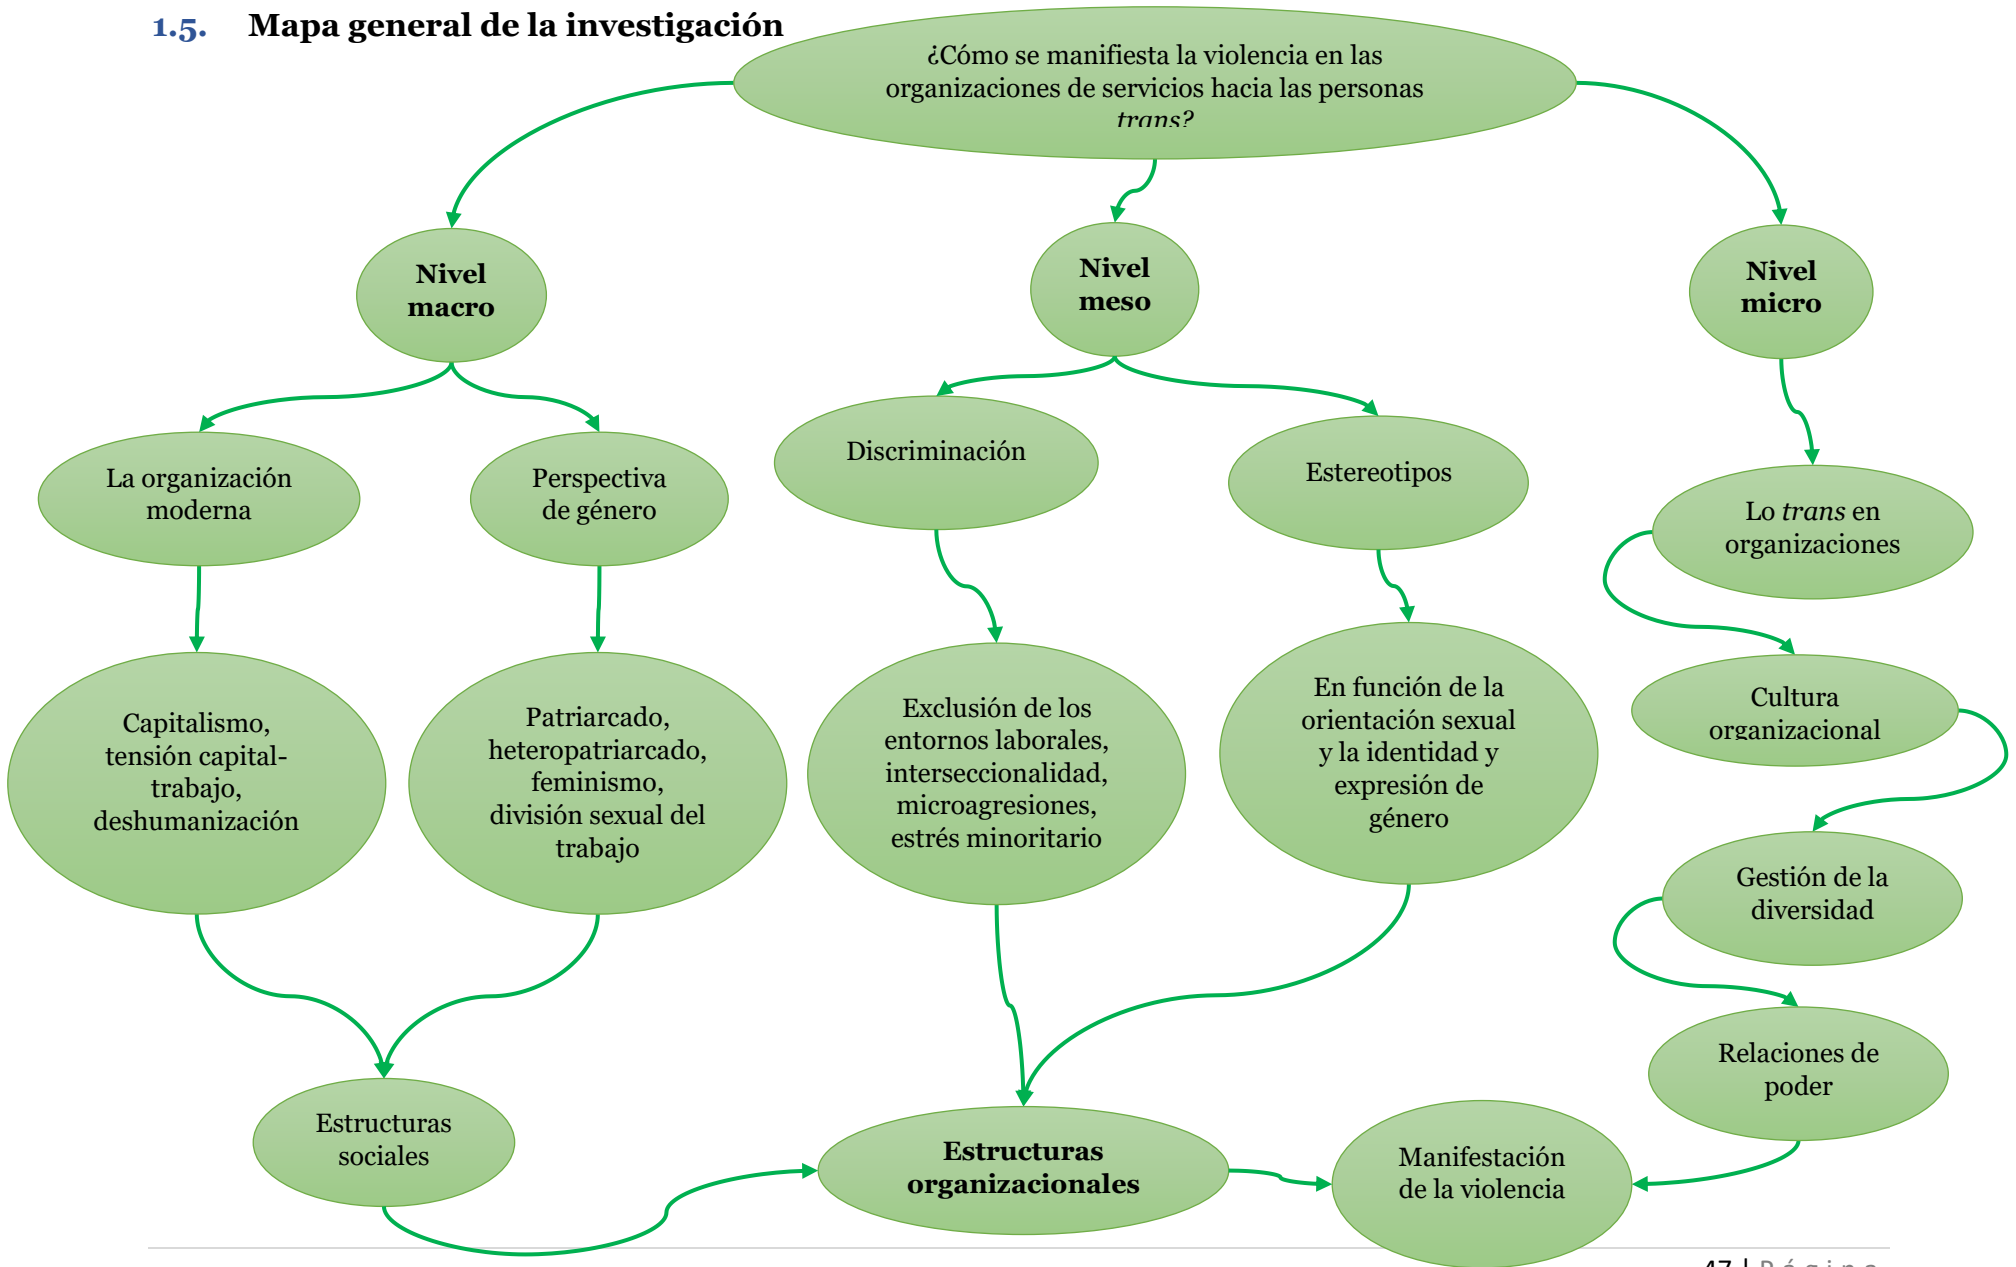 1.5. Mapa general de la investigación
¿Cómo se manifiesta la violencia en las
organizaciones de servicios hacia las personas
trans?
Nivel
macro
Nivel
meso
Nivel
micro
La organización
moderna
Perspectiva
de género
Discriminación
Estereotipos
Lo trans en
organizaciones
Capitalismo,
tensión capital-
trabajo,
deshumanización
Patriarcado,
heteropatriarcado,
feminismo,
división sexual del
trabajo
Exclusión de los
entornos laborales,
interseccionalidad,
microagresiones,
estrés minoritario
En función de la
orientación sexual
y la identidad y
expresión de
género
Cultura
organizacional
Gestión de la
diversidad
Relaciones de
poder
Estructuras
sociales
Estructuras
organizacionales
Manifestación
de la violencia
47 | Página